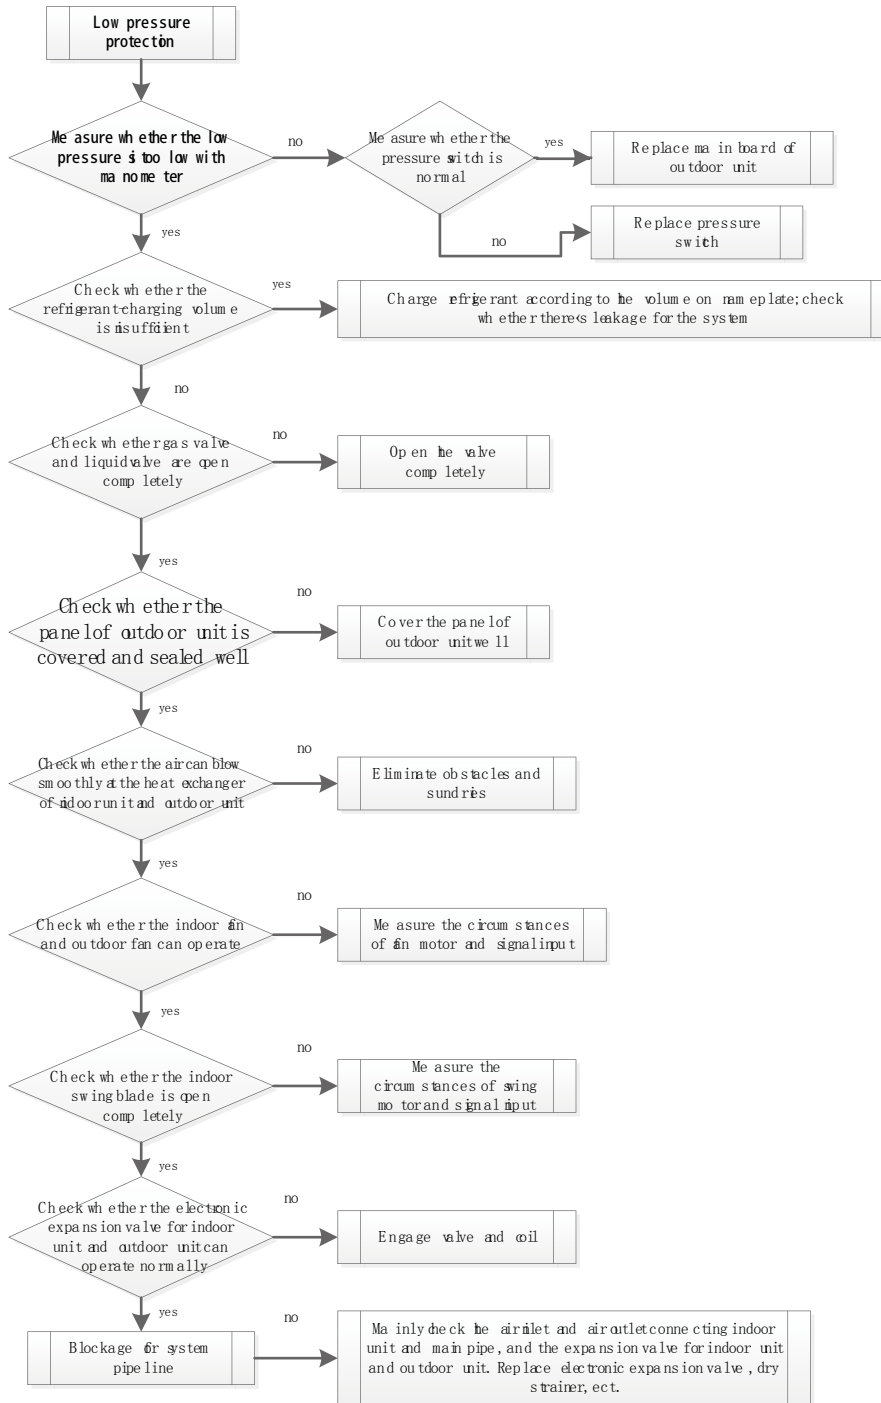 Low pressure
protection
Measure whether the low
pressure is too low with
manometer
no
Measure whether the
pressure switch is
normal
yes
Replace main board of
outdoor unit
no
Replace pressure
switch
yes
Check whether the
refrigerant-charging volume
is insufficient
yes
Charge refrigerant according to the volume on nameplate; check
whether there's leakage for the system
no
Check whether gas valve
and liquid valve are open
completely
no
Open the valve
completely
yes
Check whether the
panel of outdoor unit is
covered and sealed well
no
Cover the panel of
outdoor unit well
yes
Check whether the air can blow
smoothly at the heat exchanger
of indoor unit and outdoor unit
no
Eliminate obstacles and
sundries
yes
Check whether the indoor fan
and outdoor fan can operate
no
Measure the circumstances
of fan motor and signal input
yes
Check whether the indoor
swing blade is open
completely
no
Measure the
circumstances of swing
motor and signal input
yes
Check whether the electronic
expansion valve for indoor
unit and outdoor unit can
operate normally
no
Engage valve and coil
yes
Blockage for system
pipeline
no
Mainly check the air inlet and air outlet connecting indoor
unit and main pipe, and the expansion valve for indoor unit
and outdoor unit. Replace electronic expansion valve, dry
strainer, ect.